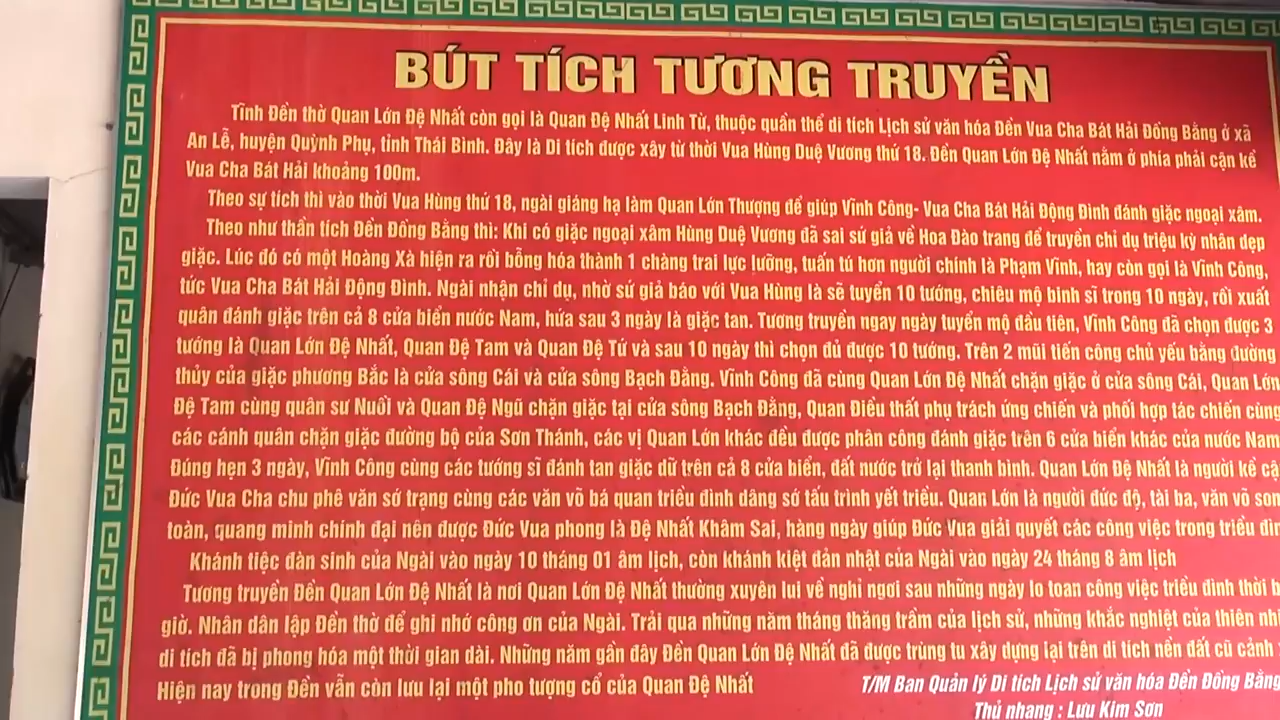 BÚT TÍCH TƯƠNG TRUYỀN
Tĩnh Đền thờ Quan Lớn Đệ Nhất còn gọi là Quan Đệ Nhất Linh Từ, thuộc quần thể di tích Lịch sử văn hóa Đền Vua Cha Bát Hải Đồng Bằng ở xã
An Lễ, huyện Quỳnh Phụ, tỉnh Thái Bình. Đây là Di tích được xây từ thời Vua Hùng Duệ Vương thứ 18. Đền Quan Lớn Đệ Nhất nằm ở phía phải cận kề
Vua Cha Bát Hải khoảng 100m.
Theo sự tích thì vào thời Vua Hùng thứ 18, ngài giáng hạ làm Quan Lớn Thượng để giúp Vĩnh Công- Vua Cha Bát Hải Động Đình đánh giặc ngoại xâm.
Theo như thần tích Đền Đồng Bằng thì: Khi có giặc ngoại xâm Hùng Duệ Vương đã sai sứ giả về Hoa Đào trang để truyền chỉ dụ triệu kỳ nhân dẹp
giặc. Lúc đó có một Hoàng Xà hiện ra rồi bỗng hóa thành 1 chàng trai lực lưỡng, tuấn tú hơn người chính là Phạm Vĩnh, hay còn gọi là Vĩnh Công,
tức Vua Cha Bát Hải Động Đình. Ngài nhận chỉ dụ, nhờ sứ giả báo với Vua Hùng là sẽ tuyển 10 tướng, chiêu mộ binh sĩ trong 10 ngày, rồi xuất
quân đánh giặc trên cả 8 cửa biển nước Nam, hứa sau 3 ngày là giặc tan. Tương truyền ngay ngày tuyển mộ đầu tiên, Vĩnh Công đã chọn được 3
tướng là Quan Lớn Đệ Nhất, Quan Đệ Tam và Quan Đệ Tứ và sau 10 ngày thì chọn đủ được 10 tướng. Trên 2 mũi tiến công chủ yếu bằng đường
thủy của giặc phương Bắc là cửa sông Cái và cửa sông Bạch Đằng. Vĩnh Công đã cùng Quan Lớn Đệ Nhất chặn giặc ở cửa sông Cái, Quan Lớn
Đệ Tam cùng quân sư Nuồi và Quan Đệ Ngũ chặn giặc tại cửa sông Bạch Đằng, Quan Điều thất phụ trách ứng chiến và phối hợp tác chiến cùng
các cánh quân chặn giặc đường bộ của Sơn Thánh, các vị Quan Lớn khác đều được phân công đánh giặc trên 6 cửa biển khác của nước Nam
Đúng hẹn 3 ngày, Vĩnh Công cùng các tướng sĩ đánh tan giặc dữ trên cả 8 cửa biển, đất nước trở lại thanh bình. Quan Lớn Đệ Nhất là người kề
Đức Vua Cha chu phê văn sớ trạng cùng các văn võ bá quan triều đình dâng sớ tấu trình yết triều. Quan Lớn là người đức độ, tài ba, văn võ
toàn, quang minh chính đại nên được Đức Vua phong là Đệ Nhất Khâm Sai, hàng ngày giúp Đức Vua giải quyết các công việc trong triều
Khánh tiệc đàn sinh của Ngài vào ngày 10 tháng 01 âm lịch, còn khánh kiệt đản nhật của Ngài vào ngày 24 tháng 8 âm lịch
Tương truyền Đền Quan Lớn Đệ Nhất là nơi Quan Lớn Đệ Nhất thường xuyên lui về nghỉ ngơi sau những ngày lo toan công việc triều đình thời
giờ. Nhân dân lập Đền thờ để ghi nhớ công ơn của Ngài. Trải qua những năm tháng thăng trầm của lịch sử, những khắc nghiệt của thiên
di tích đã bị phong hóa một thời gian dài. Những năm gần đây Đền Quan Lớn Đệ Nhất đã được trùng tu xây dựng lại trên di tích nền đất cũ cảnh
Hiện nay trong Đền vẫn còn lưu lại một pho tượng cổ của Quan Đệ Nhất
T/M Ban Quản lý Di tích Lịch sử văn hóa Đền Đồng Bằng
Thủ nhang : Lưu Kim Sơn